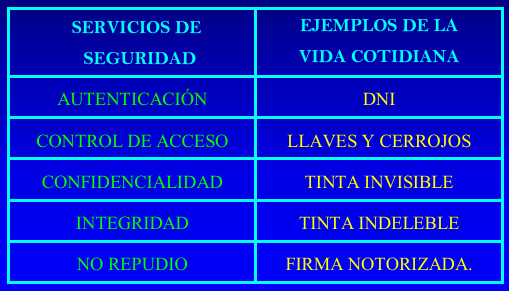 SERVICIOS DE SEGURIDAD
EJEMPLOS DE LA VIDA COTIDIANA
AUTENTICACIÓN
DNI
CONTROL DE ACCESO
LLAVES Y CERROJOS
CONFIDENCIALIDAD
TINTA INVISIBLE
INTEGRIDAD
TINTA INDELEBLE
NO REPUDIO
FIRMA NOTORIZADA.